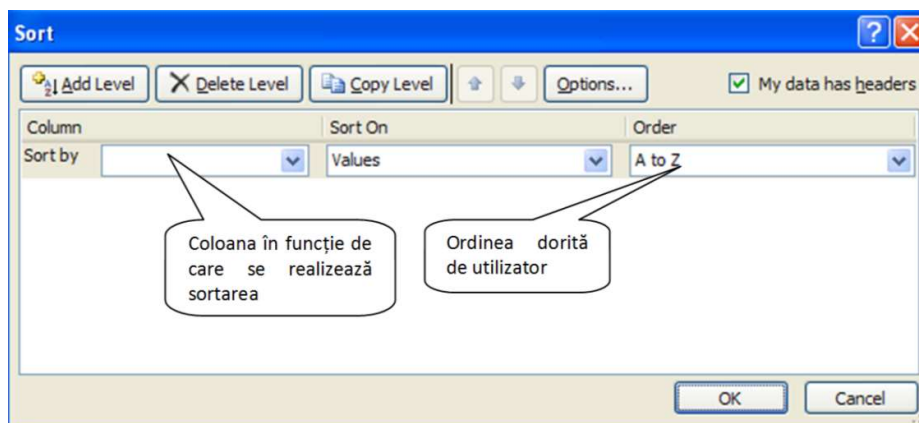 Sort
Add Level Delete Level Copy Level Options... My data has headers
Column Sort On Order
Sort by Values A to Z
Coloana în funcție de
care se realizează
sortarea
Ordinea dorită
de utilizator
OK Cancel